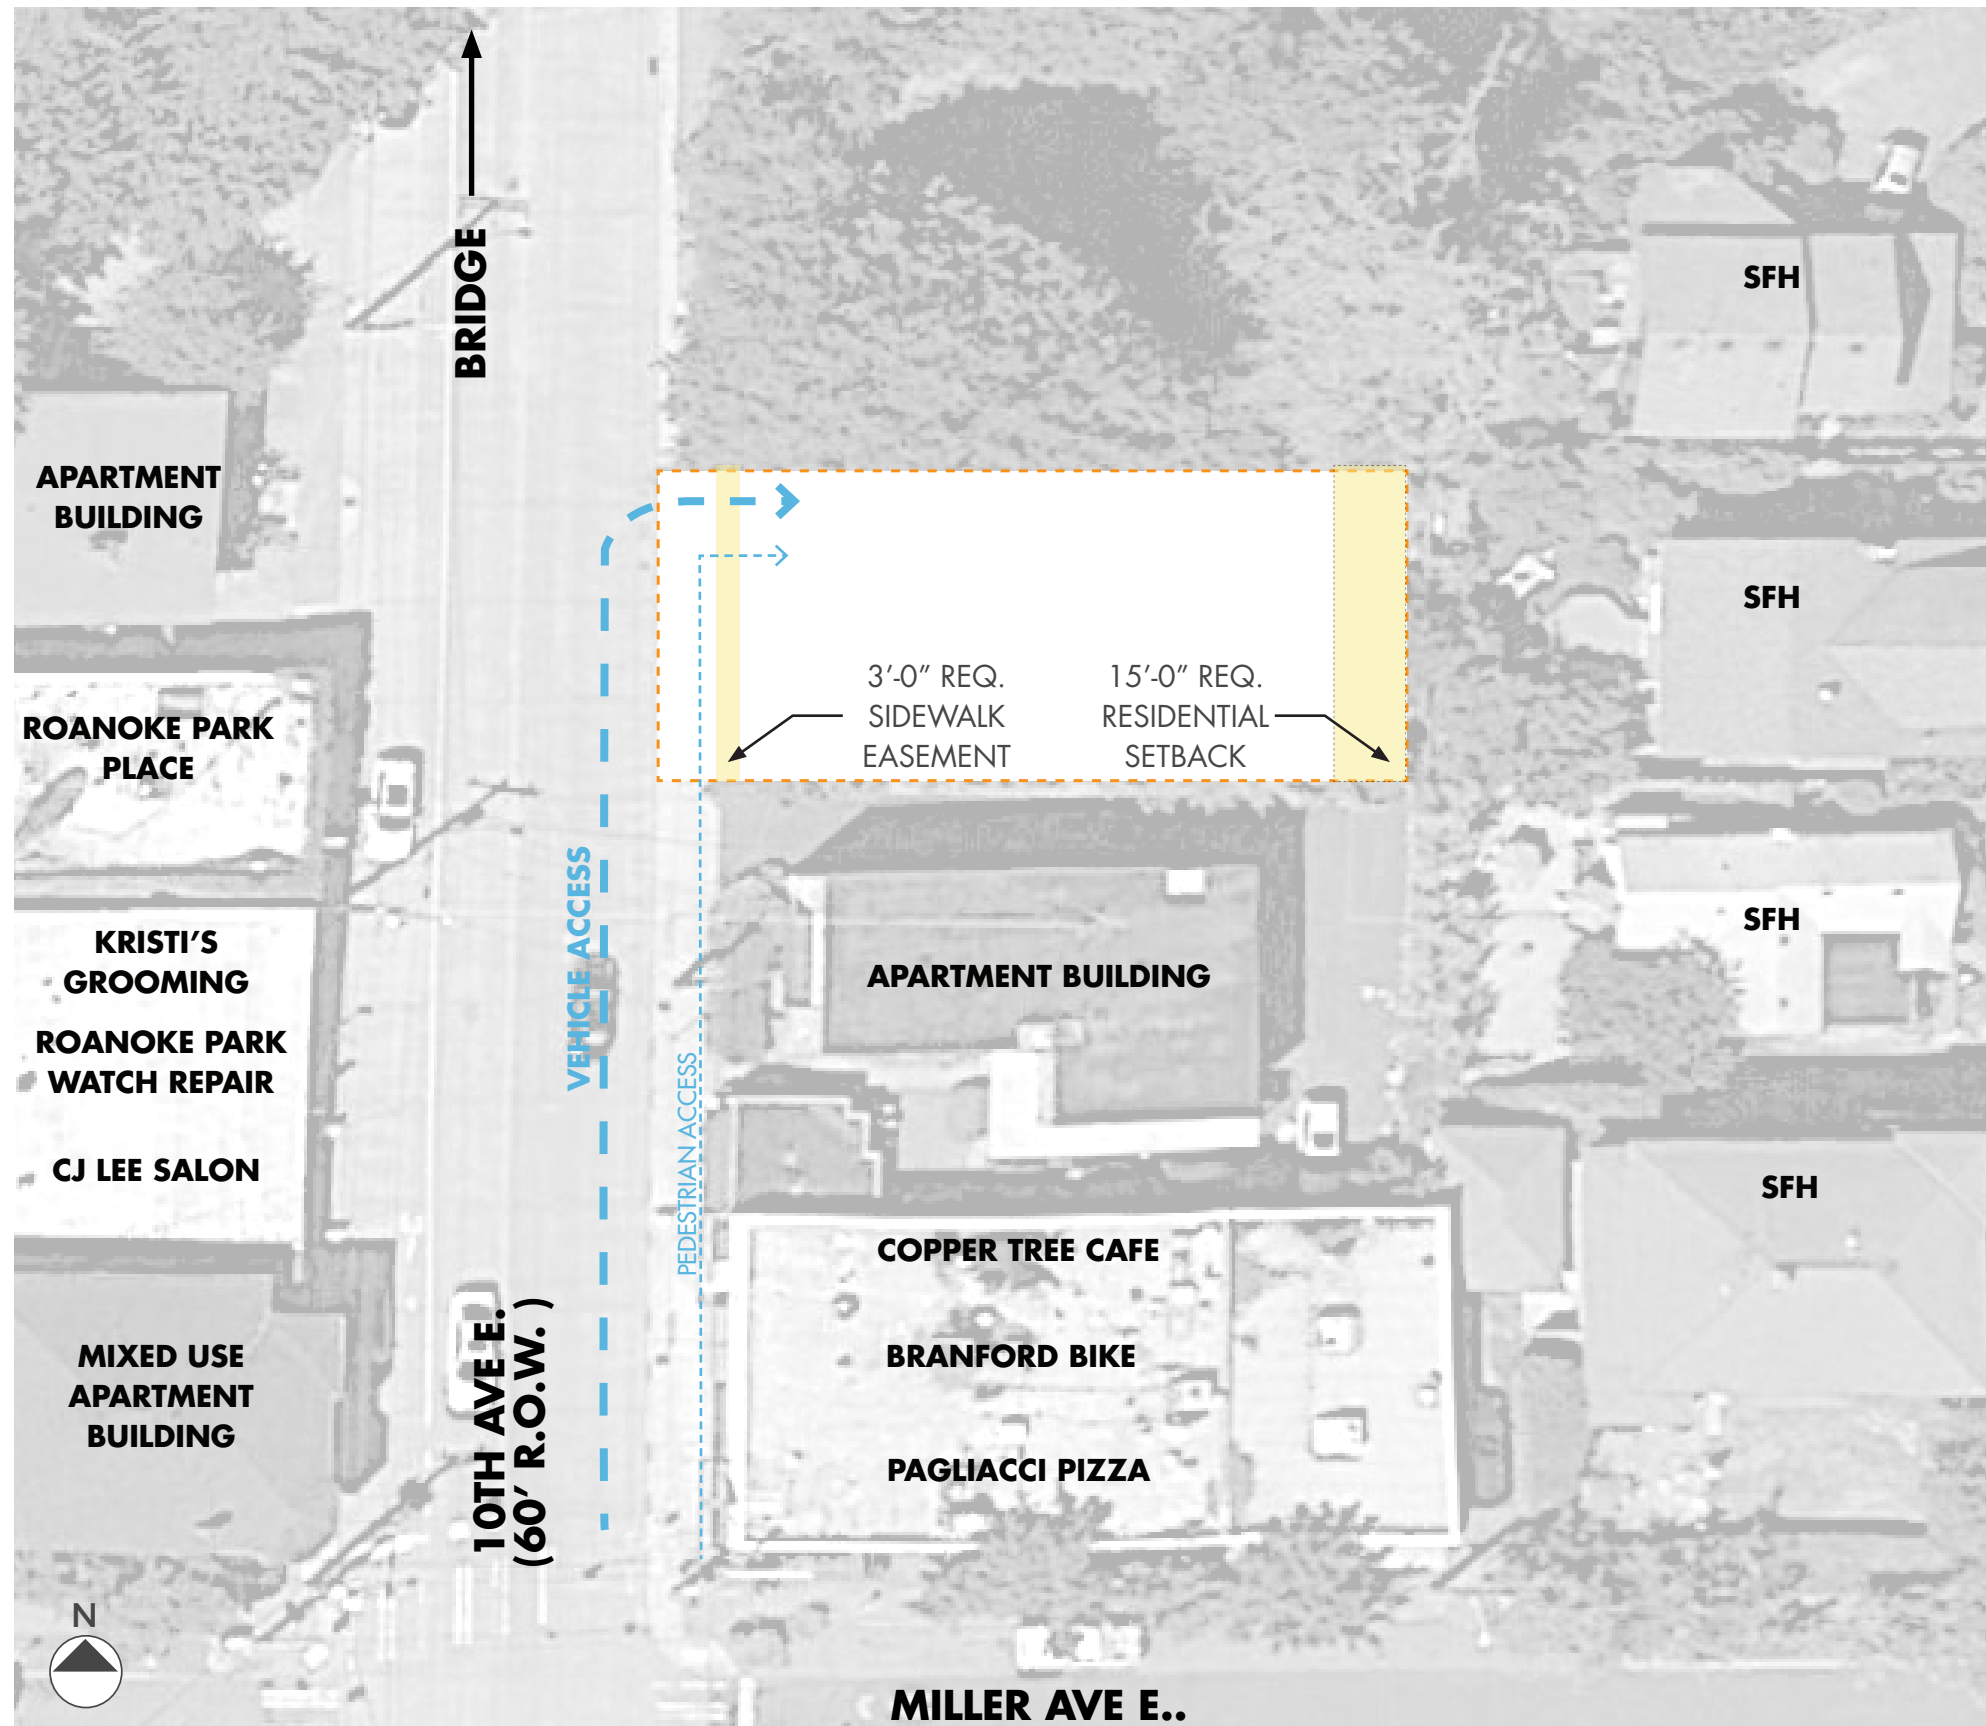 BRIDGE
SFH
APARTMENT
BUILDING
SFH
3'-0" REQ.
SIDEWALK
EASEMENT
15'-0" REQ.
RESIDENTIAL
SETBACK
ROANOKE PARK
PLACE
VEHICLE ACCESS
KRISTI'S
GROOMING
SFH
APARTMENT BUILDING
ROANOKE PARK
WATCH REPAIR
PEDESTRIAN ACCESS
CJ LEE SALON
SFH
COPPER TREE CAFE
BRANFORD BIKE
PAGLIACCI PIZZA
MIXED USE
APARTMENT
BUILDING
10TH AVE E.
(60' R.O.W. )
N
MILLER AVE E..